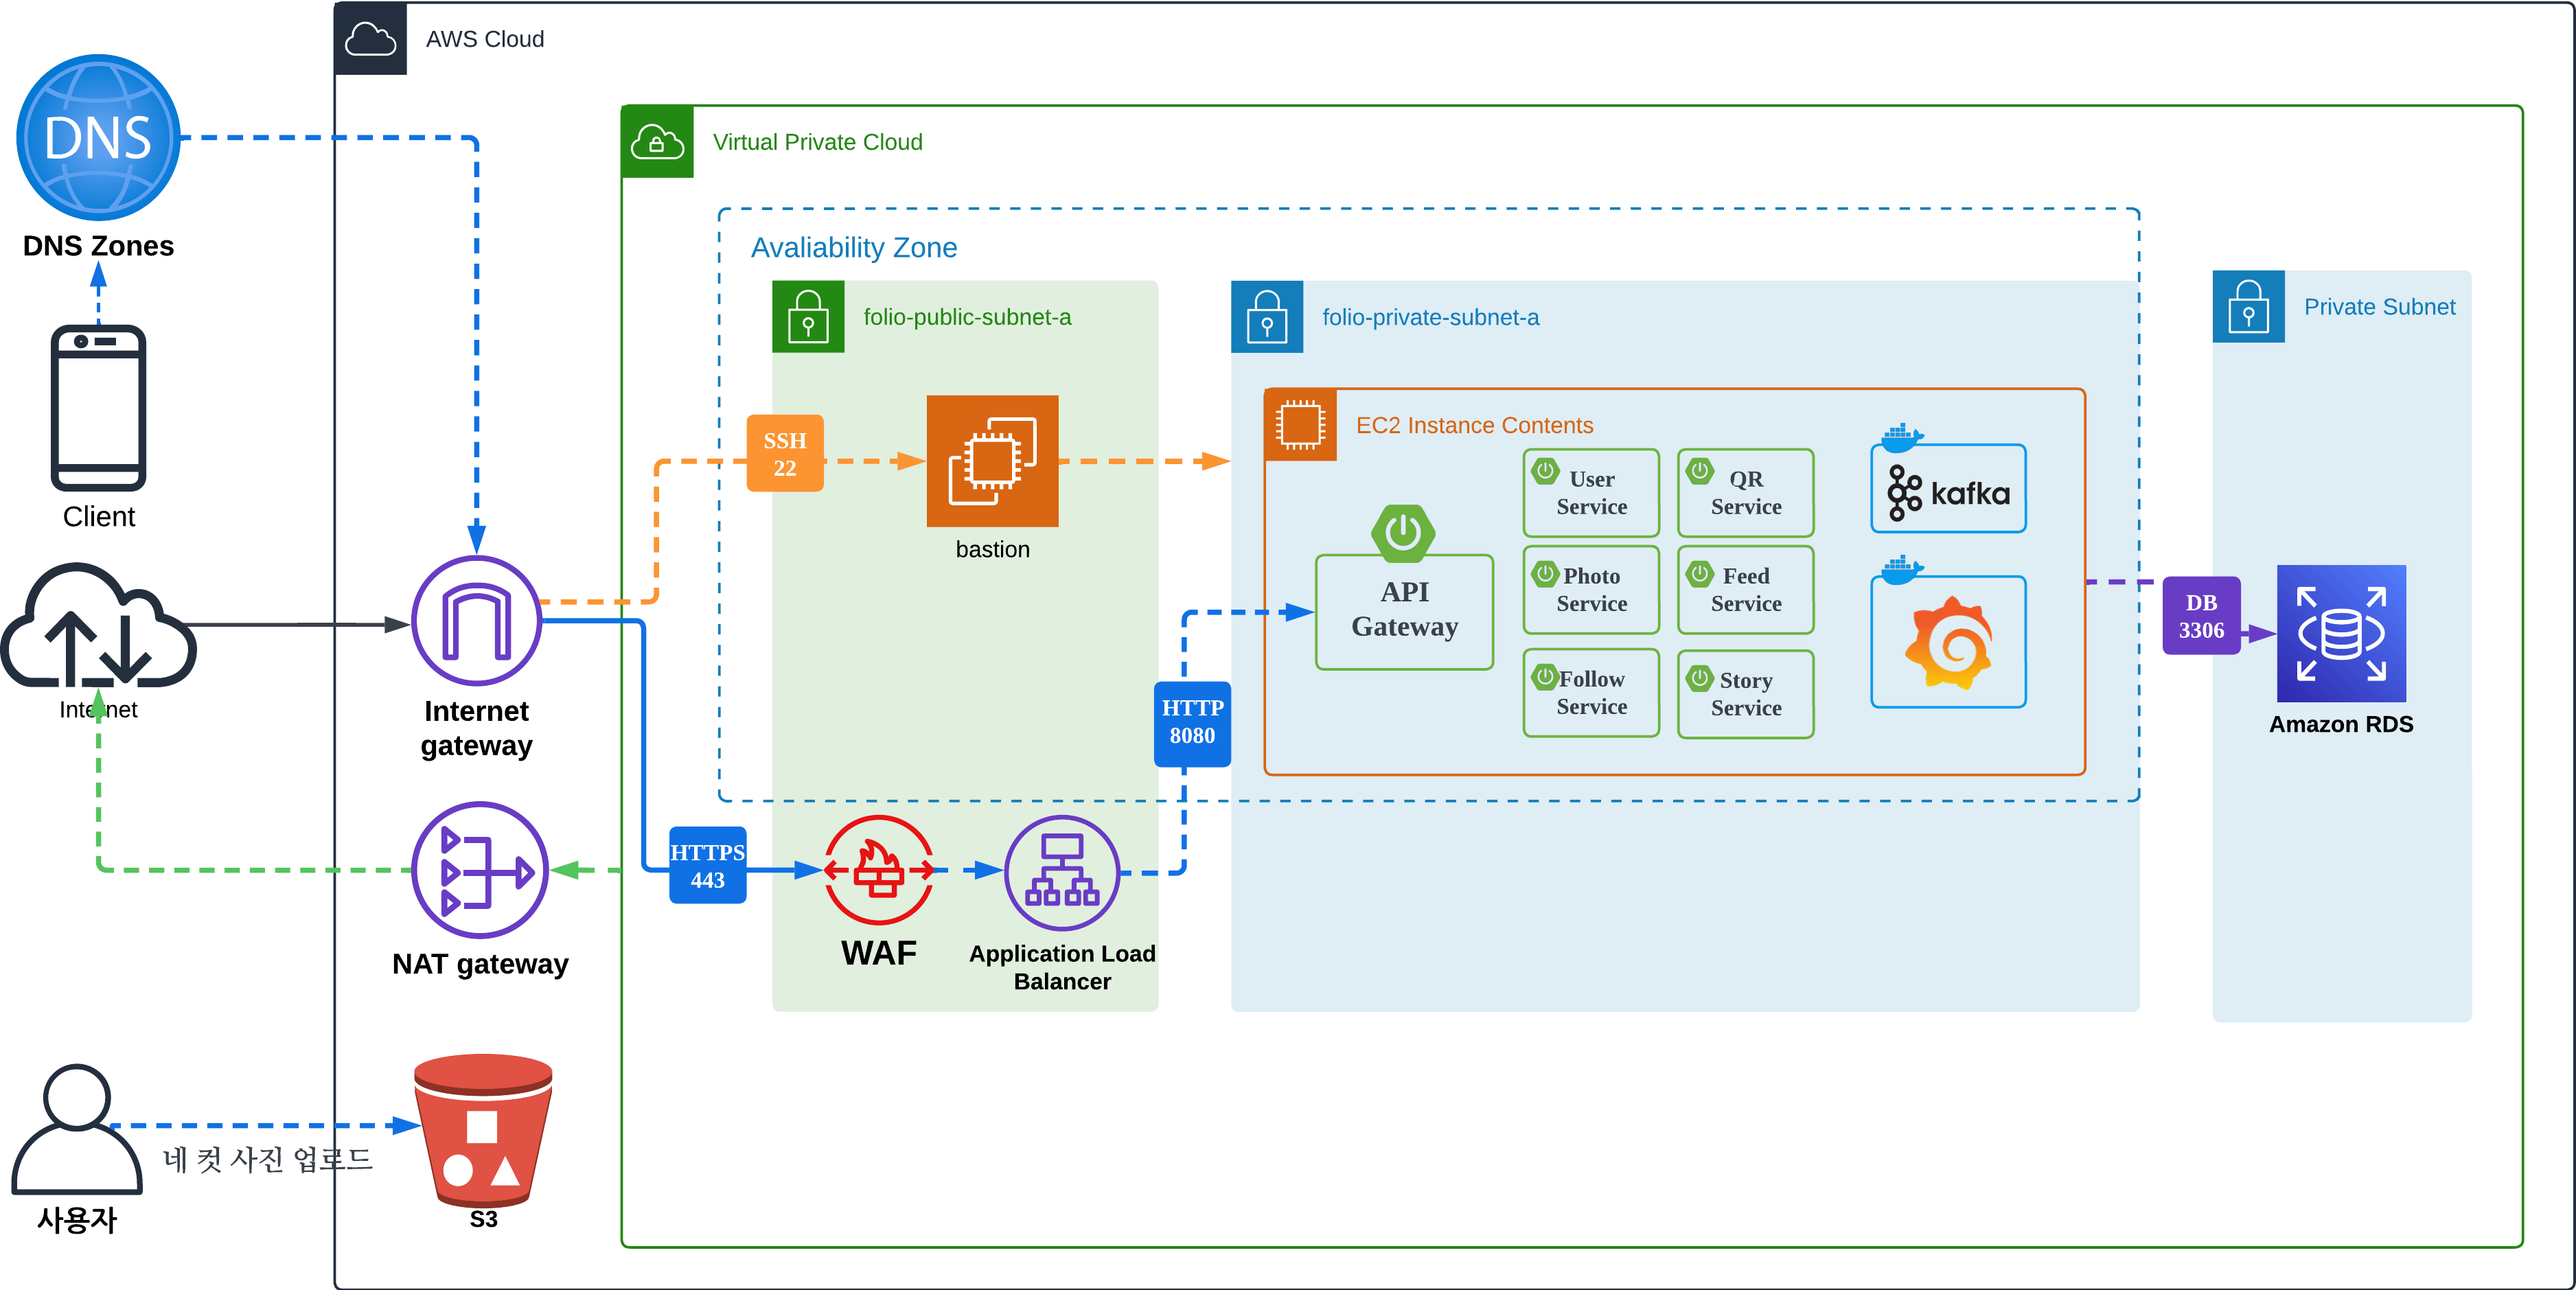 AWS Cloud
DNS
DNS Zones
Client
Internet
Internet
gateway
NAT gateway
네 컷 사진 업로드
사용자
S3
Virtual Private Cloud
Avaliability Zone
folio-public-subnet-a
SSH
22
bastion
HTTPS
443
WAF
Application Load
Balancer
HTTP
8080
folio-private-subnet-a
EC2 Instance Contents
API
Gateway
User
Service
QR
Service
Photo
Service
Feed
Service
Follow
Service
Story
Service
kafka
DB
3306
Private Subnet
Amazon RDS